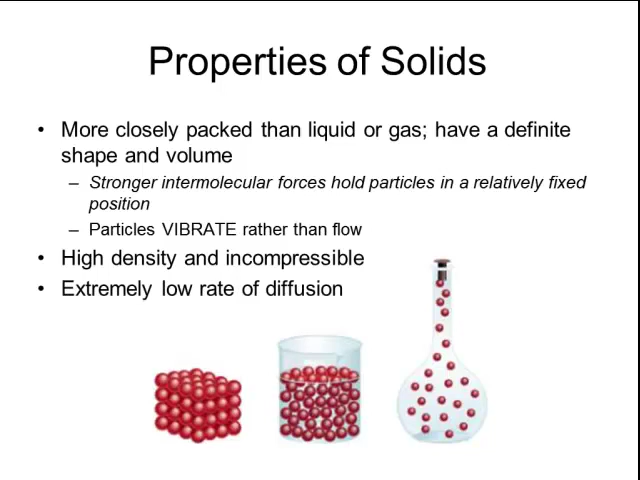 Properties of Solids
• More closely packed than liquid or gas; have a definite
shape and volume
– Stronger intermolecular forces hold particles in a relatively fixed
position
– Particles VIBRATE rather than flow
• High density and incompressible
• Extremely low rate of diffusion